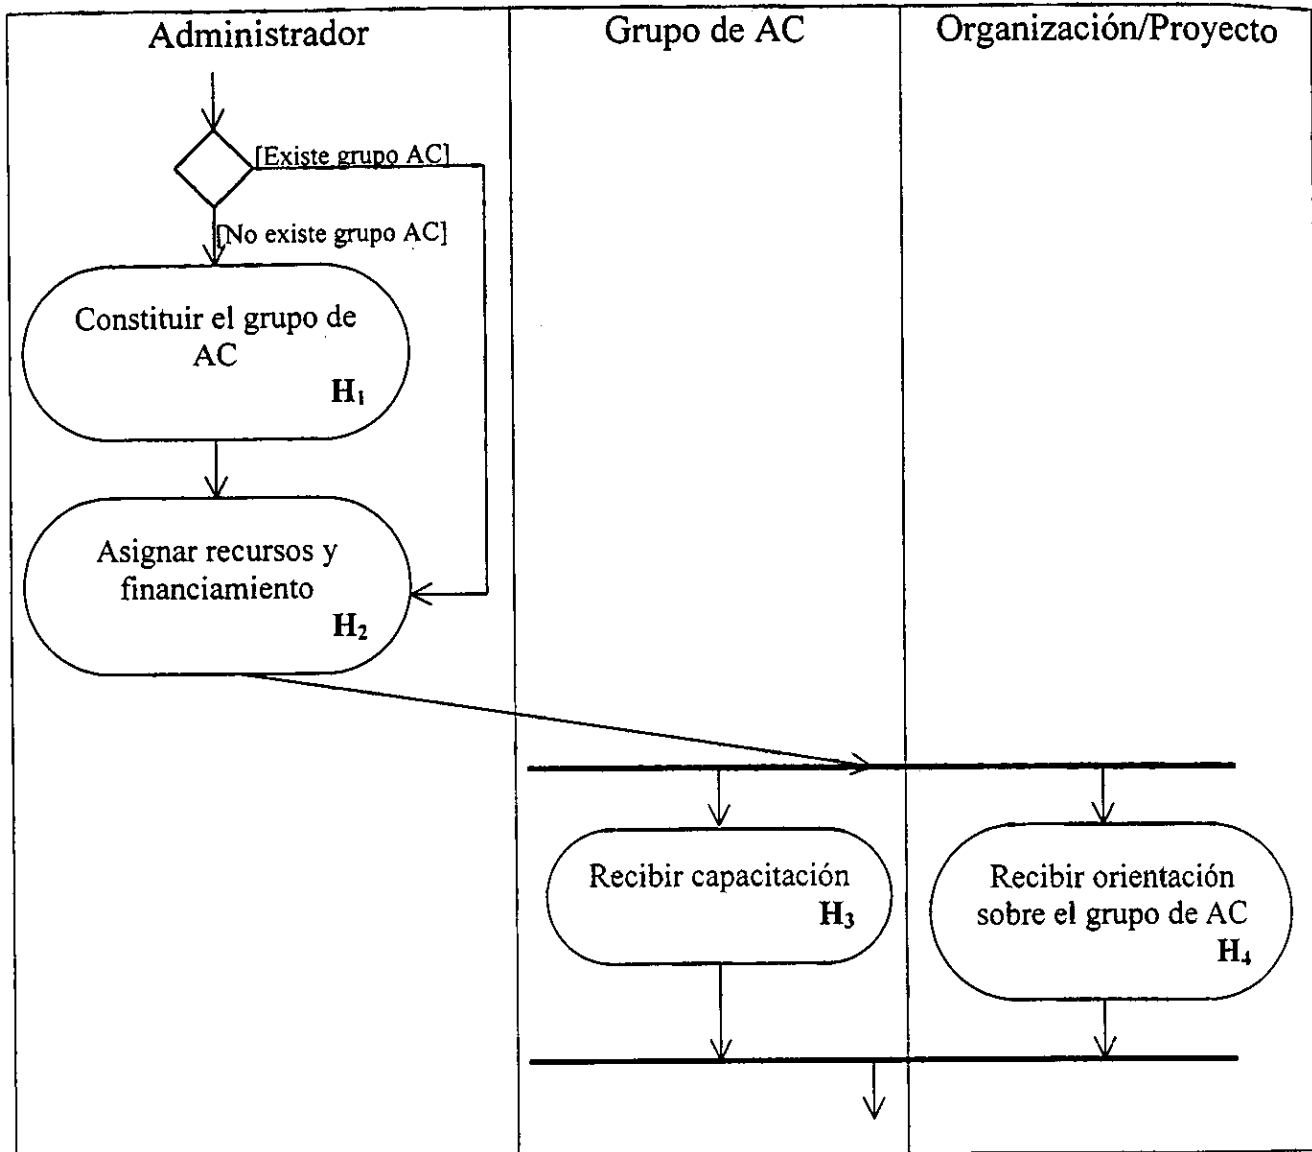 Administrador
Grupo de AC
Organización/Proyecto
[Existe grupo AC]
[No existe grupo AC]
Constituir el grupo de
AC
H₁
Asignar recursos y
financiamiento
H₂
Recibir capacitación
H₃
Recibir orientación
sobre el grupo de AC
H₄